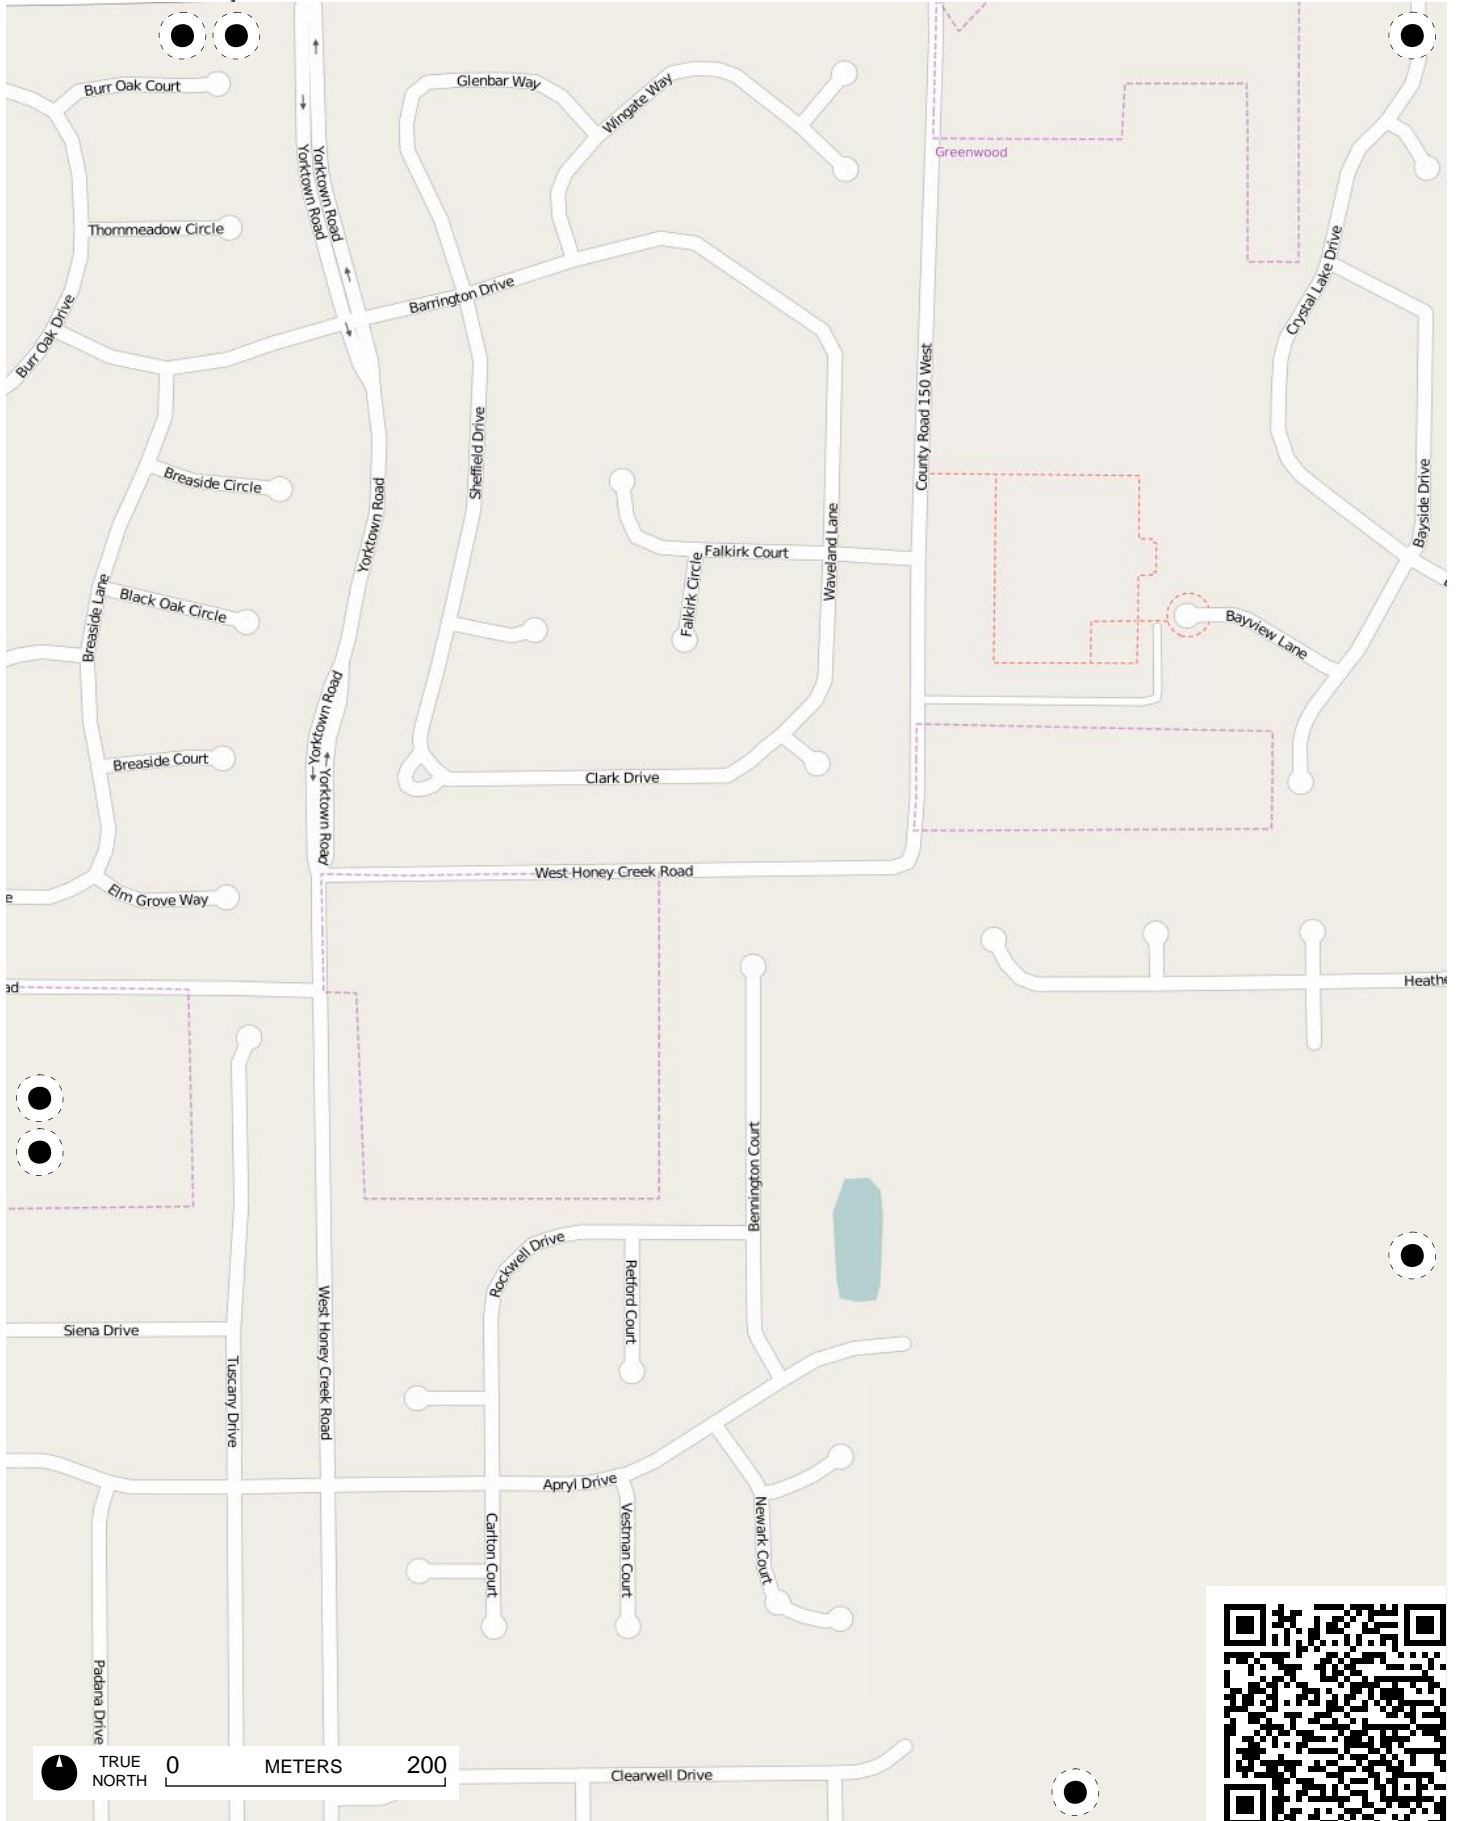 Burr Oak Court
Glenbar Way
Wingate Way
Yorktown Road
Yorktown Road
Greenwood
Thornmeadow Circle
Burr Oak Drive
Barrington Drive
Crystal Lake Drive
County Road 150 West
Sheffield Drive
Breaside Circle
Yorktown Road
Bayside Drive
Waveland Lane
Falkirk Court
Falkirk Circle
Breaside Lane
Black Oak Circle
Bayview Lane
Yorktown Road
Breaside Court
Yorktown Road
Clark Drive
West Honey Creek Road
Elm Grove Way
e
ad
Heathe
Bennington Court
Rockwell Drive
Retford Court
West Honey Creek Road
Siena Drive
Tuscany Drive
Apryl Drive
Carlton Court
Vestman Court
Newark Court
Padana Drive
TRUE
NORTH
0 METERS 200
Clearwell Drive